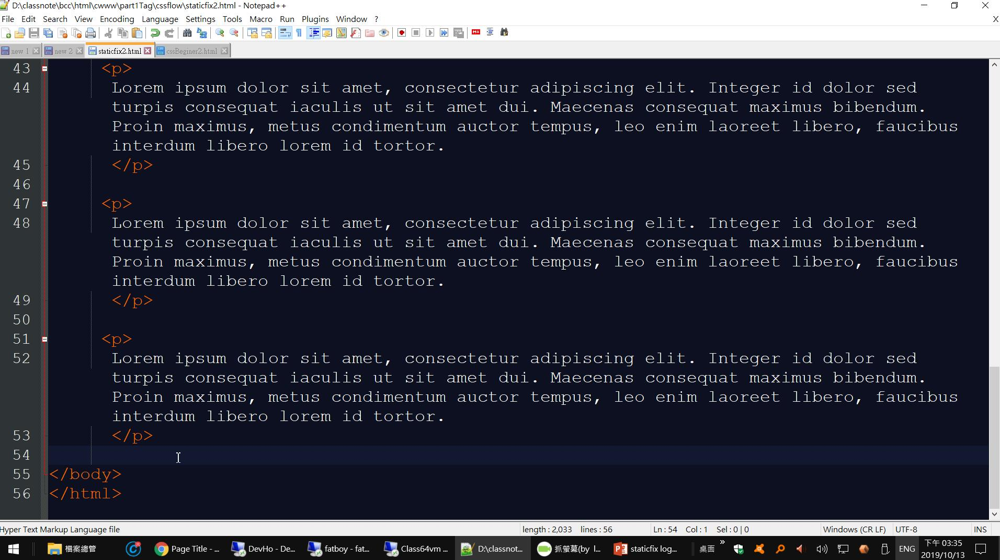 D:\classnote\bcc\html\cwww\part1Tag\cssflow\staticfix2.html - Notepad++
File Edit Search View Encoding Language Settings Tools Macro Run Plugins Window ? X
new 1 new 2 staticfix2.html cssBeginer2.html
43 <p>
44 Lorem ipsum dolor sit amet, consectetur adipiscing elit. Integer id dolor sed
turpis consequat iaculis ut sit amet dui. Maecenas consequat maximus bibendum.
Proin maximus, metus condimentum auctor tempus, leo enim laoreet libero, faucibus
interdum libero lorem id tortor.
45 </p>
46
47 <p>
48 Lorem ipsum dolor sit amet, consectetur adipiscing elit. Integer id dolor sed
turpis consequat iaculis ut sit amet dui. Maecenas consequat maximus bibendum.
Proin maximus, metus condimentum auctor tempus, leo enim laoreet libero, faucibus
interdum libero lorem id tortor.
49 </p>
50
51 <p>
52 Lorem ipsum dolor sit amet, consectetur adipiscing elit. Integer id dolor sed
turpis consequat iaculis ut sit amet dui. Maecenas consequat maximus bibendum.
Proin maximus, metus condimentum auctor tempus, leo enim laoreet libero, faucibus
interdum libero lorem id tortor.
53 </p>
54
55 </body>
56 </html>
Hyper Text Markup Language file length : 2,033 lines : 56 Ln : 54 Col : 1 Sel : 0 | 0 Windows (CR LF) UTF-8 INS
檔案總管 Page Title - ... DevHo - De... fatboy - fat... Class64vm ... D:\classnot... 抓螢幕(by l... staticfix log... 桌面 » ENG 下午 03:35
2019/10/13